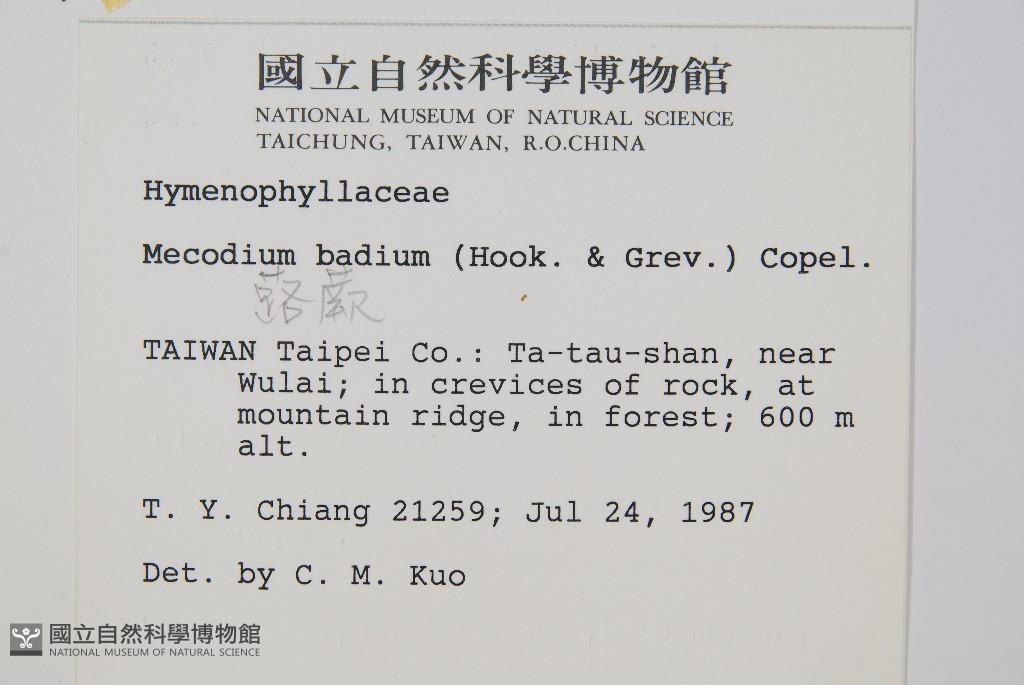 國立自然科學博物館
NATIONAL MUSEUM OF NATURAL SCIENCE
TAICHUNG, TAIWAN, R.O.CHINA
Hymenophyllaceae
Mecodium badium (Hook. & Grev.) Copel.
蕗蕨
TAIWAN Taipei Co.: Ta-tau-shan, near
Wulai; in crevices of rock, at
mountain ridge, in forest; 600 m
alt.
T. Y. Chiang 21259; Jul 24, 1987
Det. by C. M. Kuo
國立自然科學博物館
NATIONAL MUSEUM OF NATURAL SCIENCE